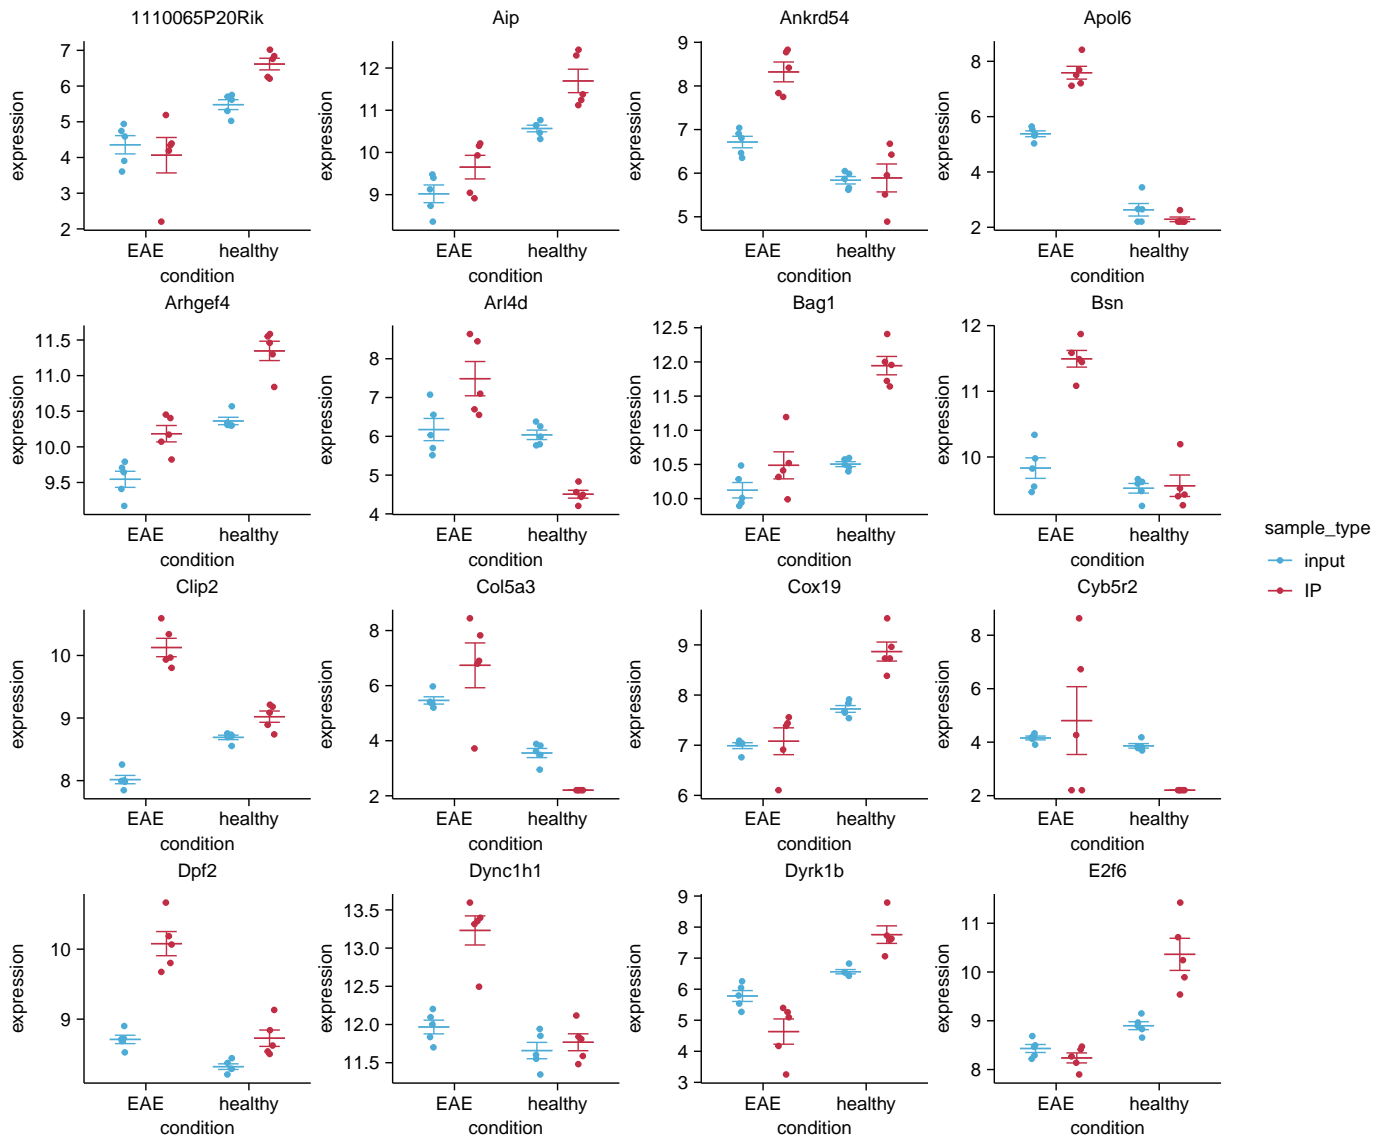 1110065P20Rik
expression
7
6
5
4
3
2
EAE
healthy
condition
Aip
expression
12
11
10
9
EAE
healthy
condition
Ankrd54
expression
9
8
7
6
5
EAE
healthy
condition
Apol6
expression
8
6
4
2
EAE
healthy
condition
Arhgef4
expression
11.5
11.0
10.5
10.0
9.5
EAE
healthy
condition
Arl4d
expression
8
7
6
5
4
EAE
healthy
condition
Bag1
expression
12.5
12.0
11.5
11.0
10.5
10.0
EAE
healthy
condition
Bsn
expression
12
11
10
EAE
healthy
condition
sample_type
input
IP
Clip2
expression
10
9
8
EAE
healthy
condition
Col5a3
expression
8
6
4
2
EAE
healthy
condition
Cox19
expression
9
8
7
6
EAE
healthy
condition
Cyb5r2
expression
8
6
4
2
EAE
healthy
condition
Dpf2
expression
10
9
EAE
healthy
condition
Dync1h1
expression
13.5
13.0
12.5
12.0
11.5
EAE
healthy
condition
Dyrk1b
expression
9
8
7
6
5
4
3
EAE
healthy
condition
E2f6
expression
11
10
9
8
EAE
healthy
condition